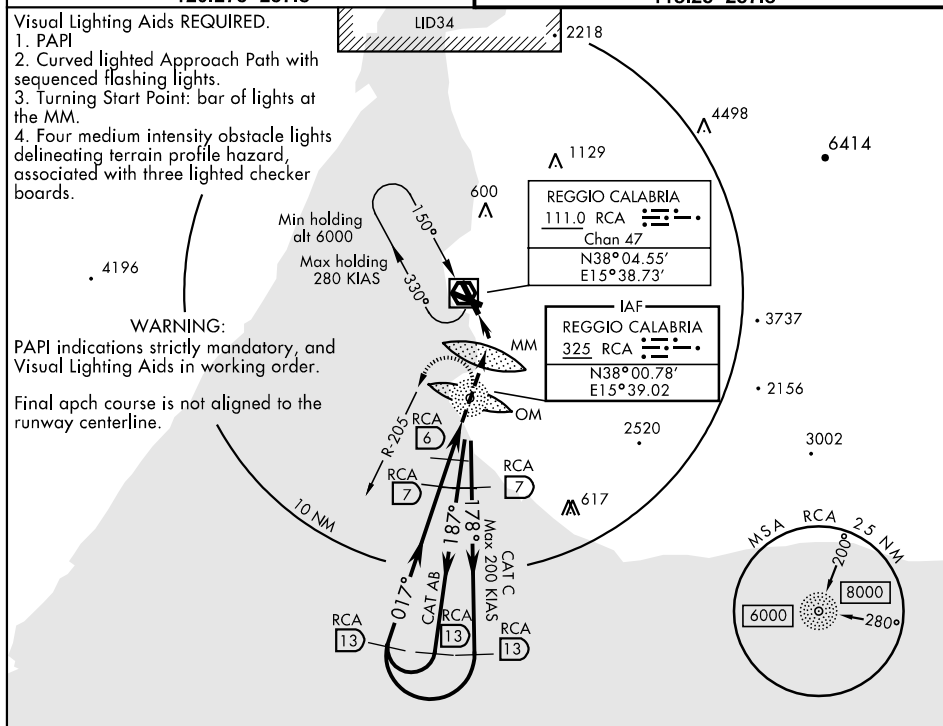 Visual Lighting Aids REQUIRED.
1. PAPI
2. Curved lighted Approach Path with
sequenced flashing lights.
3. Turning Start Point: bar of lights at
the MM.
4. Four medium intensity obstacle lights
delineating terrain profile hazard,
associated with three lighted checker
boards.
LID34
2218
4498
6414
1129
600
REGGIO CALABRIA
111.0 RCA
Chan 47
N38° 04.55'
E15° 38.73'
Min holding
alt 6000
Max holding
280 KIAS
150°
330°
4196
IAF
REGGIO CALABRIA
325 RCA
N38° 00.78'
E15° 39.02
3737
WARNING:
PAPI indications strictly mandatory, and
Visual Lighting Aids in working order.
Final apch course is not aligned to the
runway centerline.
MM
OM
2156
R-205
RCA
6
2520
3002
RCA
7
RCA
7
617
10 NM
017°
187°
178°
CAT AB
CAT C
Max 200 KIAS
RCA
13
RCA
13
RCA
13
MSA RCA 25 NM
200°
8000
6000
280°